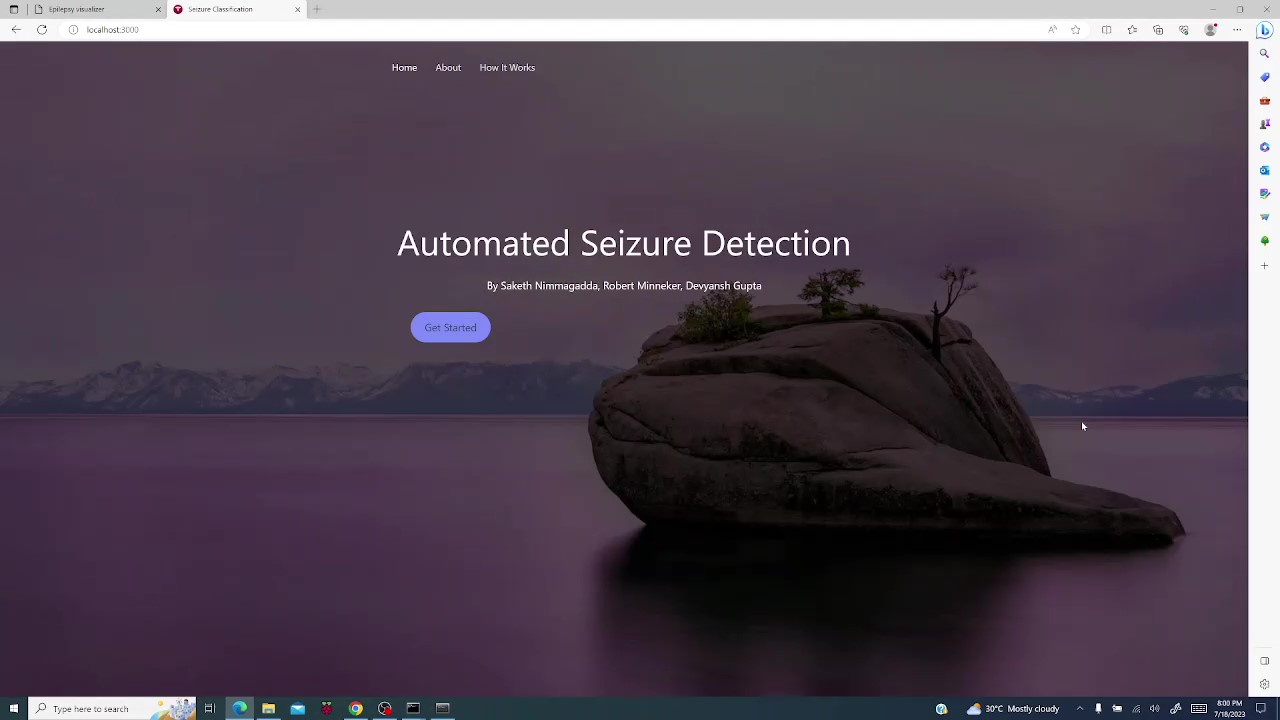 Epilepsy visualizer
Seizure Classification
localhost:3000
Home About How It Works
Automated Seizure Detection
By Saketh Nimmagadda, Robert Minneker, Devyansh Gupta
Get Started
Type here to search
30°C Mostly cloudy
8:00 PM
7/18/2023